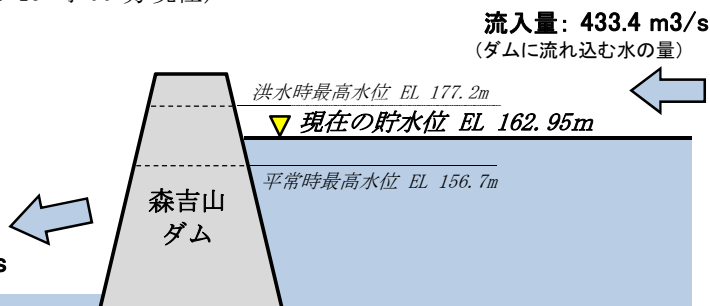 流入量: 433.4 m3/s
(ダムに流れ込む水の量)
洪水時最高水位 EL 177.2m
現在の貯水位 EL 162.95m
平常時最高水位 EL 156.7m
森吉山
ダム
s